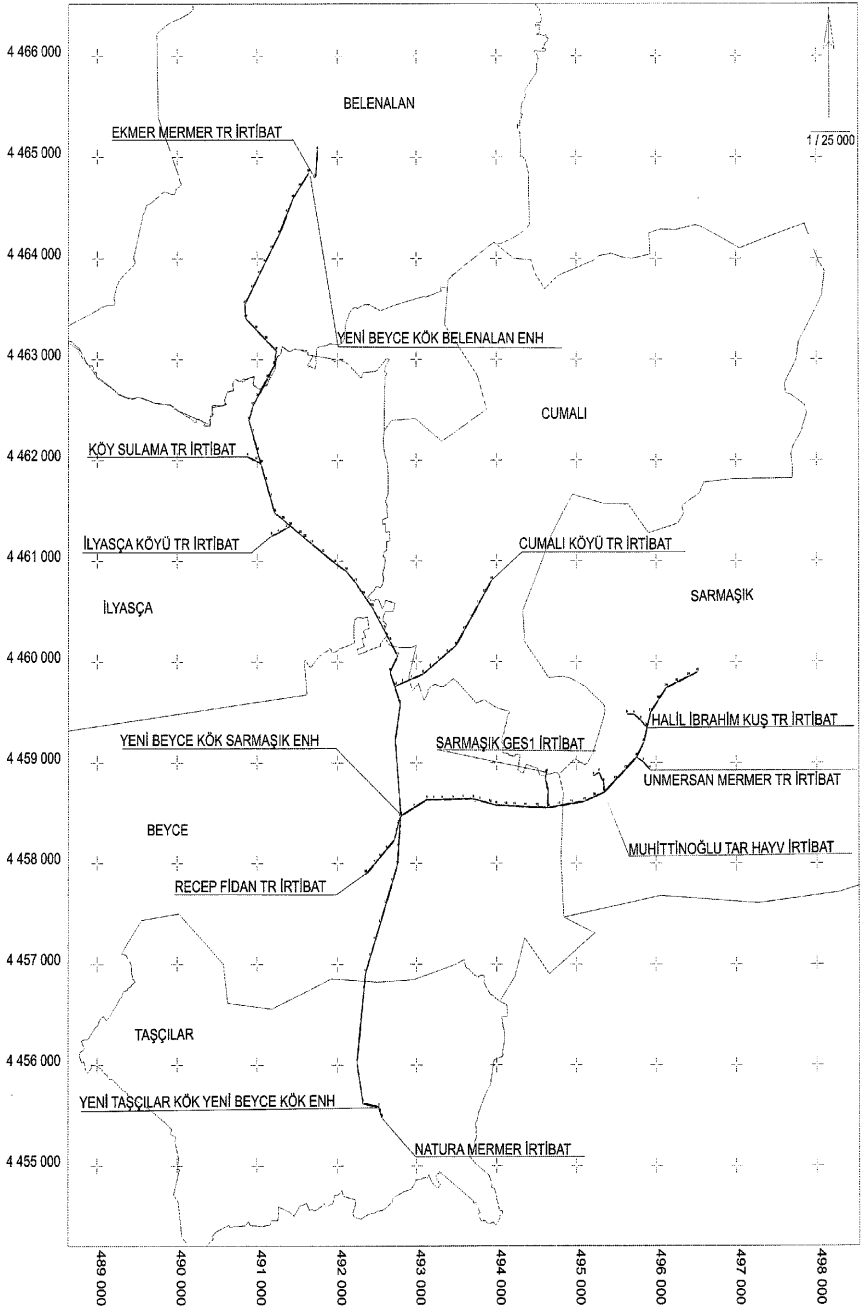 4 466 000
BELENALAN
EKMER MERMER TR İRTİBAT
1 / 25 000
4 465 000
4 464 000
YENİ BEYCE KÖK BELENALAN ENH
4 463 000
CUMALI
4 462 000
KÖY SULAMA TR İRTİBAT
İLYASÇA KÖYÜ TR İRTİBAT
CUMALI KÖYÜ TR İRTİBAT
4 461 000
SARMAŞIK
İLYASÇA
4 460 000
HALİL İBRAHİM KUŞ TR İRTİBAT
YENİ BEYCE KÖK SARMAŞIK ENH
SARMAŞIK GES1 İRTİBAT
4 459 000
UNMERSAN MERMER TR İRTİBAT
BEYCE
MUHİTTİNOĞLU TAR HAYV İRTİBAT
4 458 000
RECEP FİDAN TR İRTİBAT
4 457 000
TAŞÇILAR
4 456 000
YENİ TAŞÇILAR KÖK YENİ BEYCE KÖK ENH
NATURA MERMER İRTİBAT
4 455 000
489 000
490 000
491 000
492 000
493 000
494 000
495 000
496 000
497 000
498 000